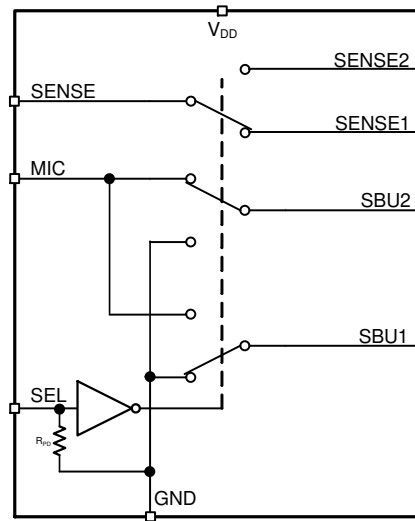 VDD
SENSE2
SENSE
SENSE1
MIC
SBU2
SBU1
SEL
RPD
GND